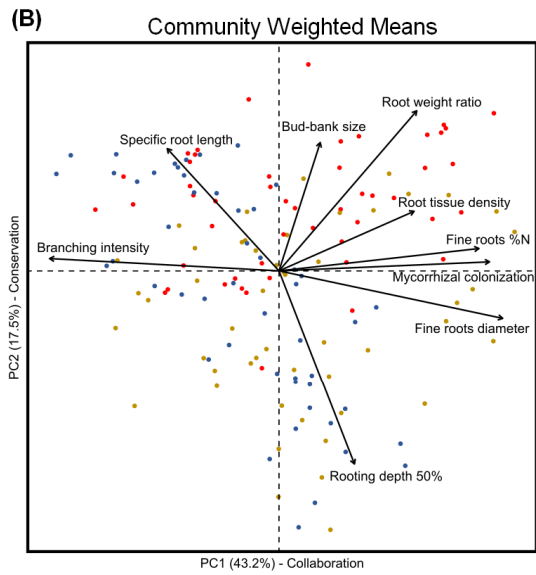 (B)
Community Weighted Means
Root weight ratio
Bud-bank size
Specific root length
Root tissue density
Branching intensity
Fine roots %N
Mycorrhizal colonization
Fine roots diameter
Rooting depth 50%
PC2 (17.5%) - Conservation
PC1 (43.2%) - Collaboration